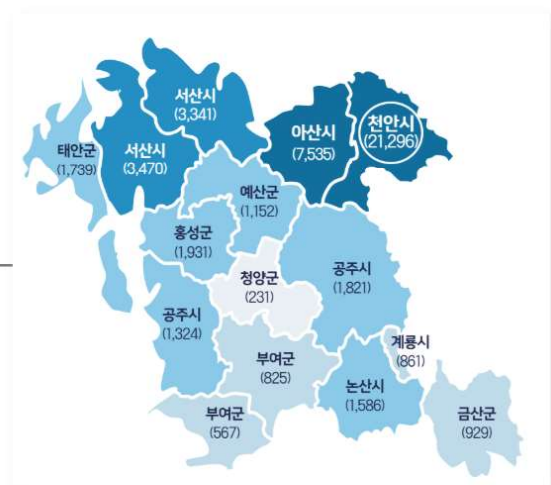 서산시
(3,341)
아산시
(7,535)
천안시
(21,296)
태안군
(1,739)
서산시
(3,470)
예산군
(1,152)
홍성군
(1,931)
청양군
(231)
공주시
(1,821)
공주시
(1,324)
부여군
(825)
계룡시
(861)
논산시
(1,586)
부여군
(567)
금산군
(929)